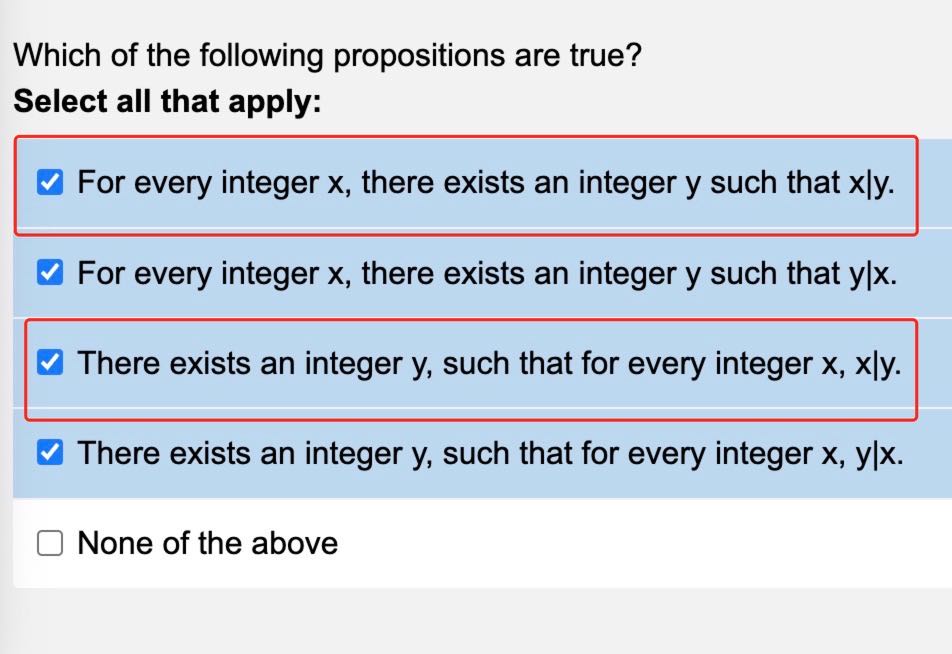 Which of the following propositions are true?
Select all that apply:
For every integer x, there exists an integer y such that x|y.
For every integer x, there exists an integer y such that y|x.
There exists an integer y, such that for every integer x, x|y.
There exists an integer y, such that for every integer x, y|x.
None of the above